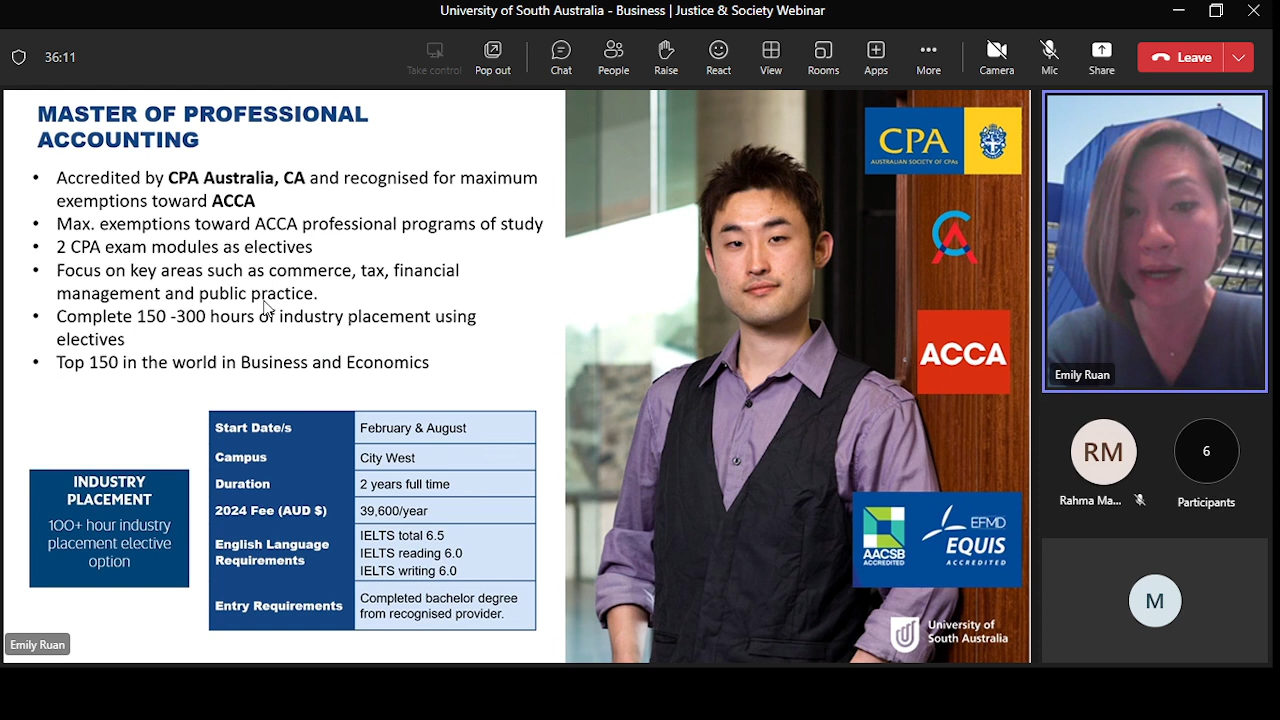 University of South Australia - Business | Justice & Society Webinar
36:11
Take control
Pop out
Chat
People
Raise
React
View
Rooms
Apps
More
Camera
Mic
Share
Leave
MASTER OF PROFESSIONAL
ACCOUNTING
• Accredited by CPA Australia, CA and recognised for maximum
exemptions toward ACCA
• Max. exemptions toward ACCA professional programs of study
• 2 CPA exam modules as electives
• Focus on key areas such as commerce, tax, financial
management and public practice.
• Complete 150 -300 hours of industry placement using
electives
• Top 150 in the world in Business and Economics
INDUSTRY
PLACEMENT
100+ hour industry
placement elective
option
Start Date/s February & August
Campus City West
Duration 2 years full time
2024 Fee (AUD $) 39,600/year
English Language
Requirements
IELTS total 6.5
IELTS reading 6.0
IELTS writing 6.0
Entry Requirements
Completed bachelor degree
from recognised provider.
Emily Ruan
CPA
AUSTRALIAN SOCIETY OF CPAs
CA
ACCA
AACSB
ACCREDITED
EFMD
EQUIS
ACCREDITED
University of
South Australia
Emily Ruan
RM
Rahma Ma...
6
Participants
M